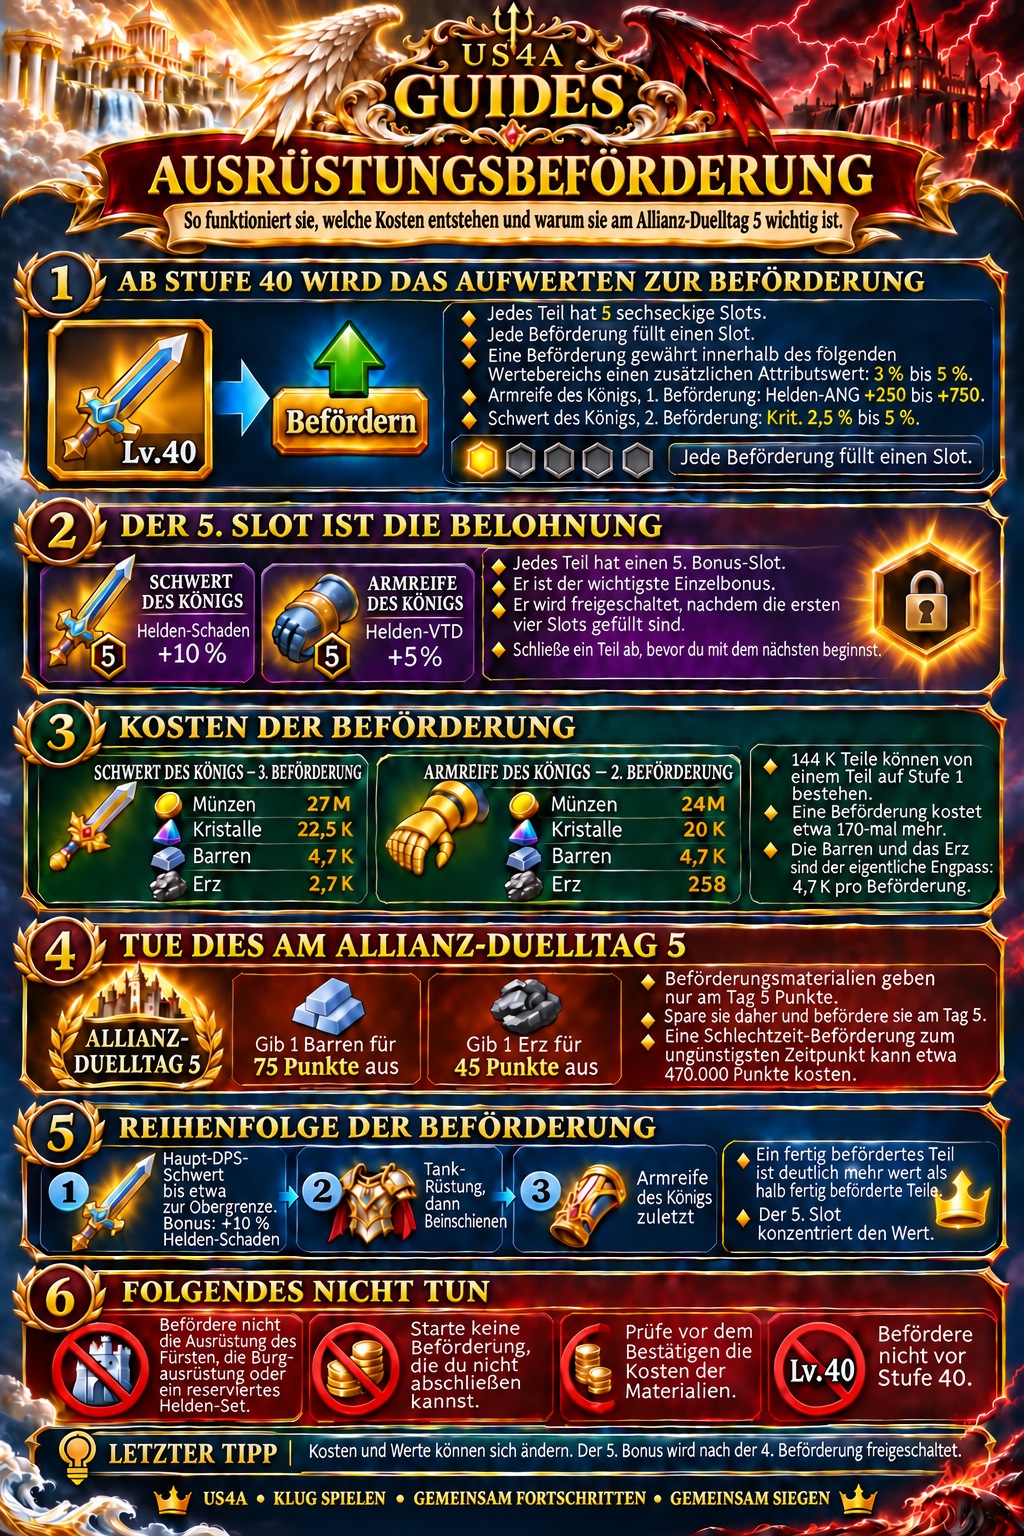 US4A
GUIDES
AUSRÜSTUNGSBEFÖRDERUNG
So funktioniert sie, welche Kosten entstehen und warum sie am Allianz-Duelltag 5 wichtig ist.
1
AB STUFE 40 WIRD DAS AUFWERTEN ZUR BEFÖRDERUNG
Lv.40
Befördern
Jedes Teil hat 5 sechseckige Slots.
Jede Beförderung füllt einen Slot.
Eine Beförderung gewährt innerhalb des folgenden
Wertebereichs einen zusätzlichen Attributswert: 3 % bis 5 %.
Armreife des Königs, 1. Beförderung: Helden-ANG +250 bis +750.
Schwert des Königs, 2. Beförderung: Krit. 2,5 % bis 5 %.
Jede Beförderung füllt einen Slot.
2
DER 5. SLOT IST DIE BELOHNUNG
SCHWERT
DES KÖNIGS
Helden-Schaden
+10 %
5
ARMREIFE
DES KÖNIGS
Helden-VTD
+5%
5
Jedes Teil hat einen 5. Bonus-Slot.
Er ist der wichtigste Einzelbonus.
Er wird freigeschaltet, nachdem die ersten
vier Slots gefüllt sind.
Schließe ein Teil ab, bevor du mit dem nächsten beginnst.
3
KOSTEN DER BEFÖRDERUNG
SCHWERT DES KÖNIGS – 3. BEFÖRDERUNG
Münzen 27 M
Kristalle 22,5 K
Barren 4,7 K
Erz 2,7 K
ARMREIFE DES KÖNIGS – 2. BEFÖRDERUNG
Münzen 24M
Kristalle 20 K
Barren 4,7 K
Erz 258
144 K Teile können von
einem Teil auf Stufe 1
bestehen.
Eine Beförderung kostet
etwa 170-mal mehr.
Die Barren und das Erz
sind der eigentliche Engpass:
4,7 K pro Beförderung.
4
TUE DIES AM ALLIANZ-DUELLTAG 5
ALLIANZ-
DUELLTAG 5
Gib 1 Barren für
75 Punkte aus
Gib 1 Erz für
45 Punkte aus
Beförderungsmaterialien geben
nur am Tag 5 Punkte.
Spare sie daher und befördere sie am Tag 5.
Eine Schlechtzeit-Beförderung zum
ungünstigsten Zeitpunkt kann etwa
470.000 Punkte kosten.
5
REIHENFOLGE DER BEFÖRDERUNG
1
Haupt-DPS-
Schwert
bis etwa
zur Obergrenze.
Bonus: +10 %
Helden-Schaden
2
Tank-
Rüstung,
dann
Beinschienen
3
Armreife
des Königs
zuletzt
Ein fertig befördertes Teil
ist deutlich mehr wert als
halb fertig beförderte Teile.
Der 5. Slot
konzentriert den Wert.
6
FOLGENDES NICHT TUN
Befördere nicht
die Ausrüstung des
Fürsten, die Burg-
ausrüstung oder
ein reserviertes
Helden-Set.
Starte keine
Beförderung,
die du nicht
abschließen
kannst.
Prüfe vor dem
Bestätigen die
Kosten der
Materialien.
Lv.40
Befördere
nicht vor
Stufe 40.
LETZTER TIPP | Kosten und Werte können sich ändern. Der 5. Bonus wird nach der 4. Beförderung freigeschaltet.
US4A • KLUG SPIELEN • GEMEINSAM FORTSCHRITTEN • GEMEINSAM SIEGEN